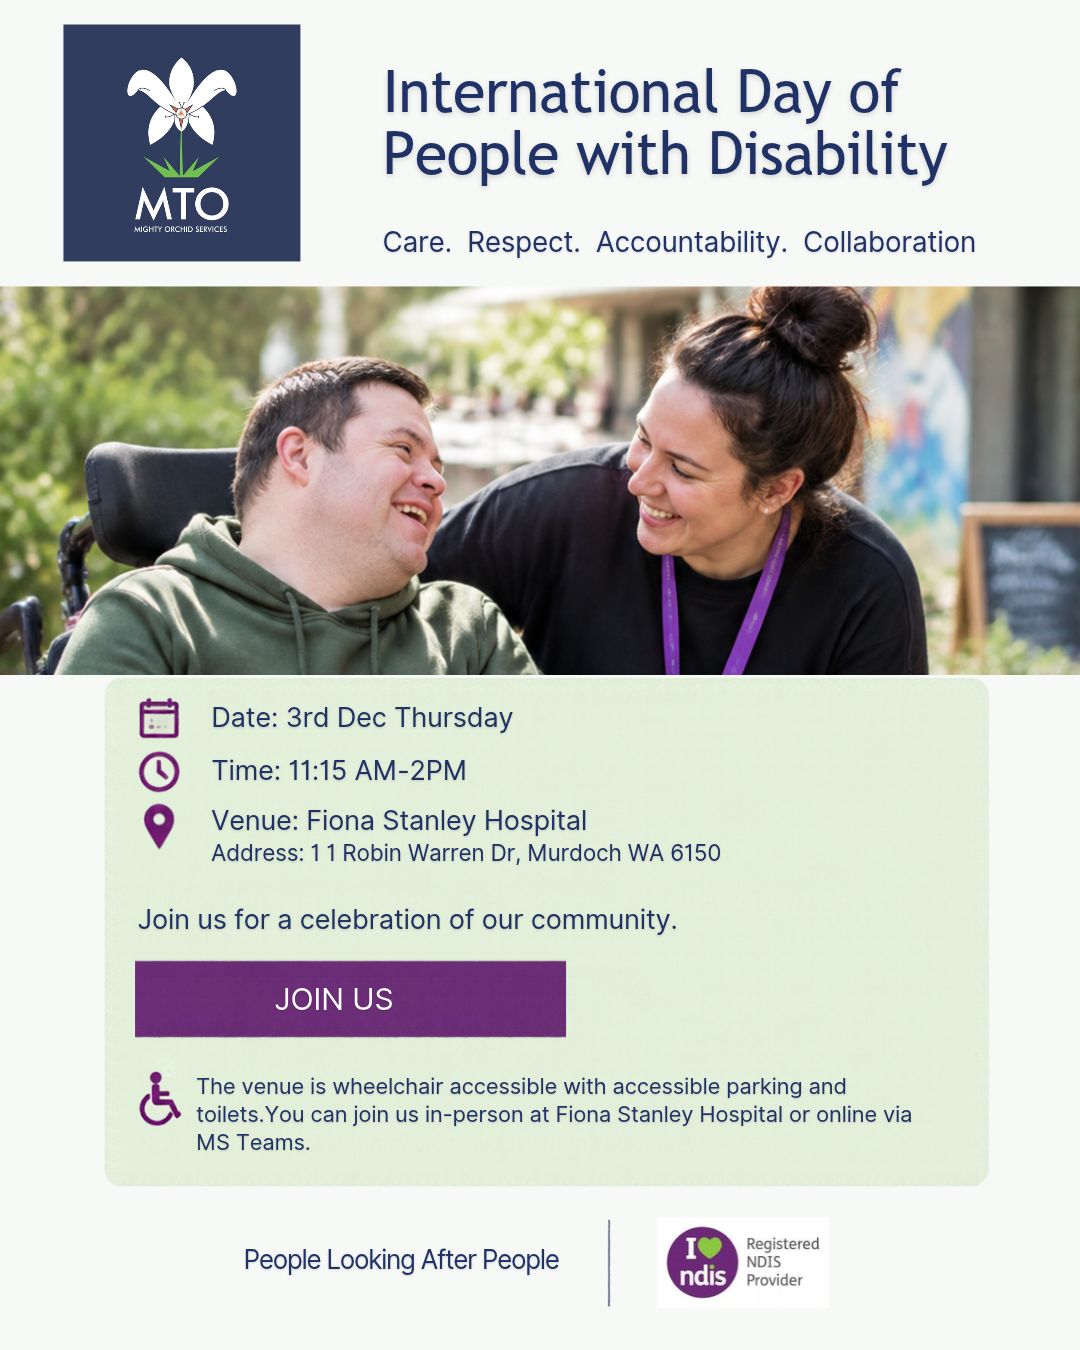 MTO
MIGHTY ORCHID SERVICES
International Day of
People with Disability
Care. Respect. Accountability. Collaboration
Date: 3rd Dec Thursday
Time: 11:15 AM-2PM
Venue: Fiona Stanley Hospital
Address: 1 1 Robin Warren Dr, Murdoch WA 6150
Join us for a celebration of our community.
JOIN US
The venue is wheelchair accessible with accessible parking and
toilets.You can join us in-person at Fiona Stanley Hospital or online via
MS Teams.
People Looking After People
I
ndis
Registered
NDIS
Provider